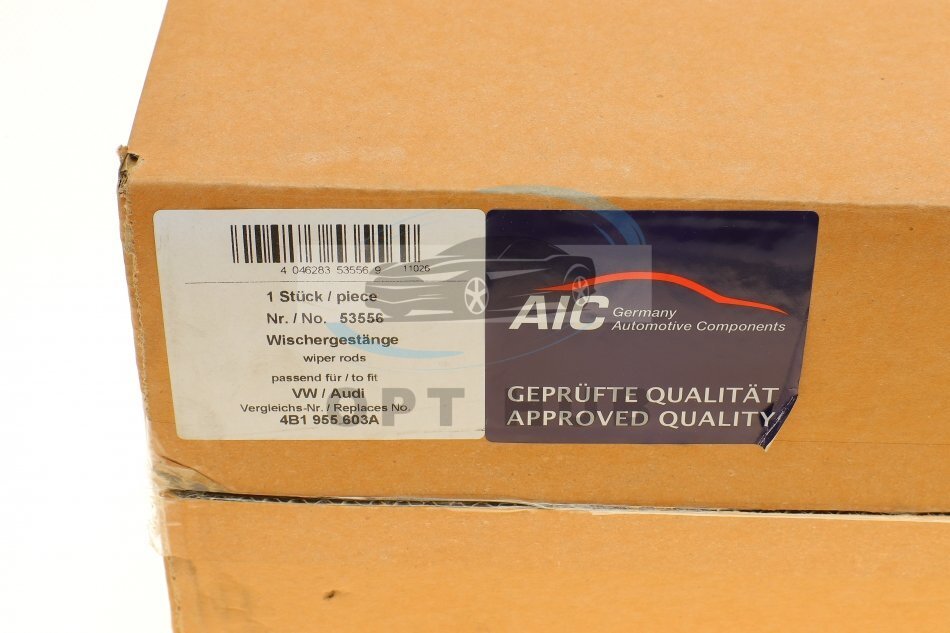 4 046283 53556 9 11026
1 Stück / piece
Nr. / No. 53556
Wischergestänge
wiper rods
passend für / to fit
VW / Audi
Vergleichs-Nr. / Replaces No.
4B1 955 603A
AIC Germany
Automotive Components
GEPRÜFTE QUALITÄT
APPROVED QUALITY